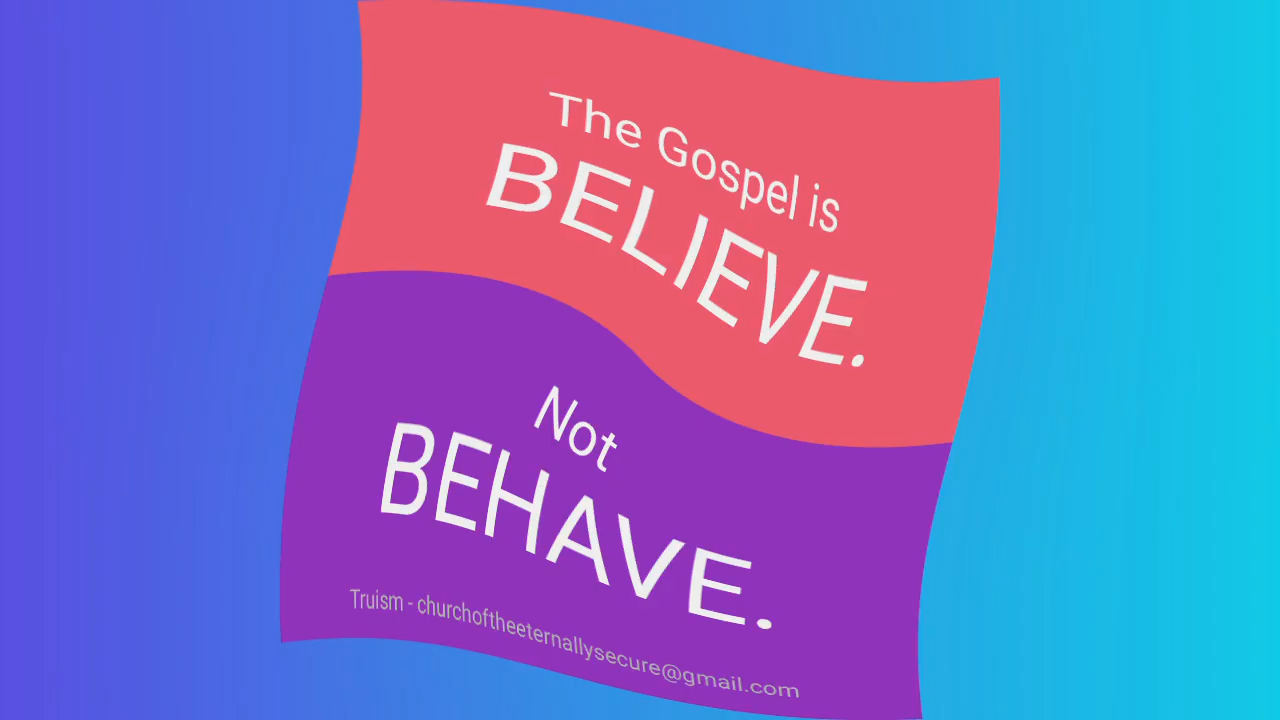 The Gospel is
BELIEVE.
Not
BEHAVE.
Truism - churchoftheeternallysecure@gmail.com